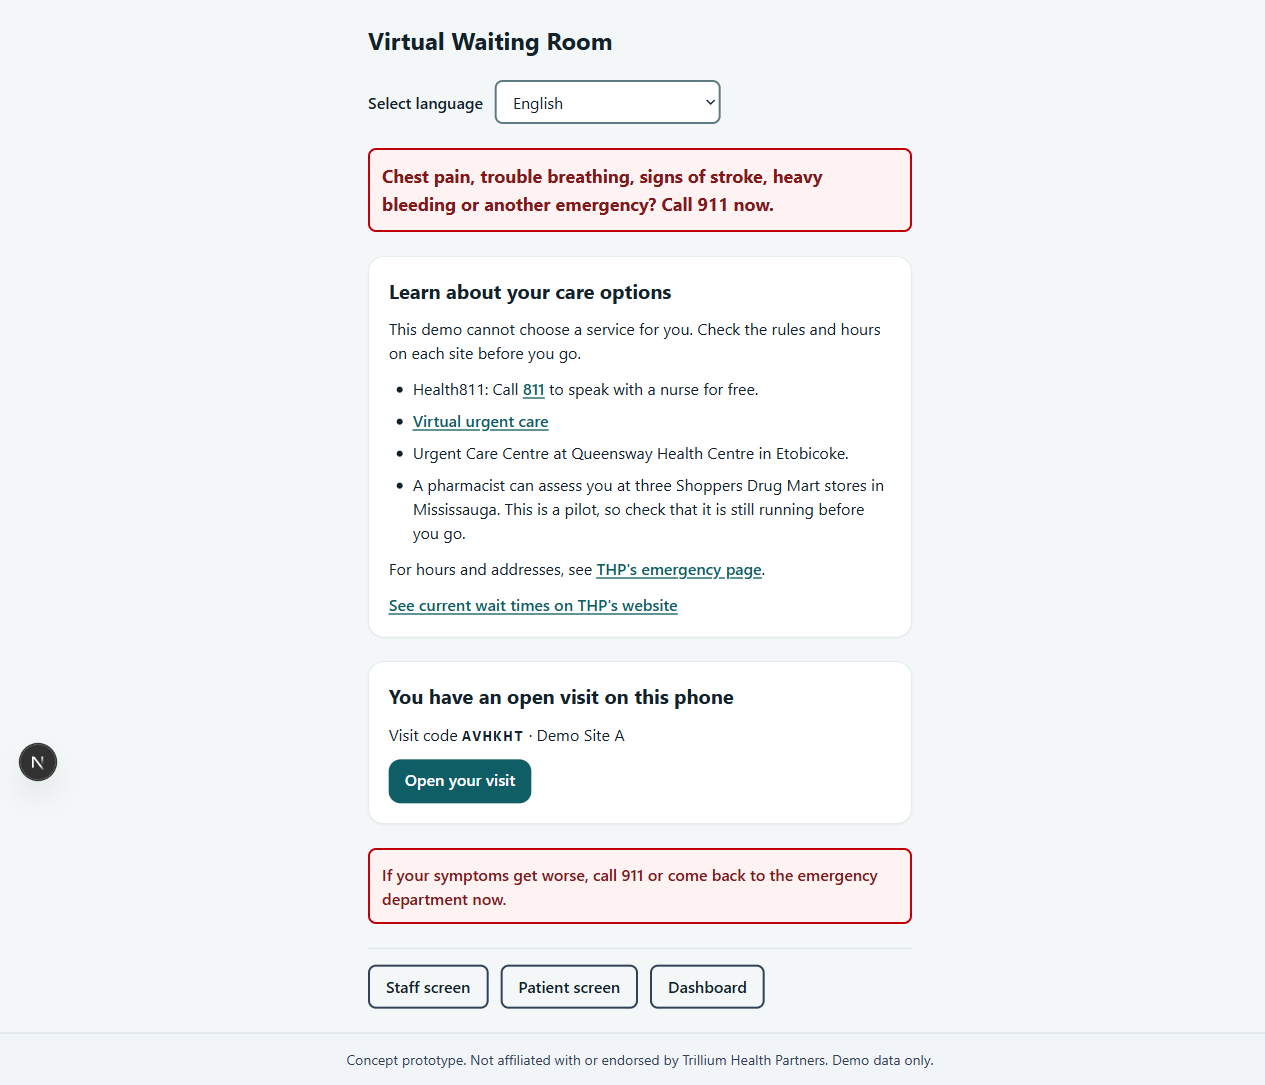 Virtual Waiting Room
Select language
English
Chest pain, trouble breathing, signs of stroke, heavy
bleeding or another emergency? Call 911 now.
Learn about your care options
This demo cannot choose a service for you. Check the rules and hours
on each site before you go.
Health811: Call 811 to speak with a nurse for free.
Virtual urgent care
Urgent Care Centre at Queensway Health Centre in Etobicoke.
A pharmacist can assess you at three Shoppers Drug Mart stores in
Mississauga. This is a pilot, so check that it is still running before
you go.
For hours and addresses, see THP's emergency page.
See current wait times on THP's website
You have an open visit on this phone
Visit code AVHKHT · Demo Site A
N
Open your visit
If your symptoms get worse, call 911 or come back to the emergency
department now.
Staff screen
Patient screen
Dashboard
Concept prototype. Not affiliated with or endorsed by Trillium Health Partners. Demo data only.